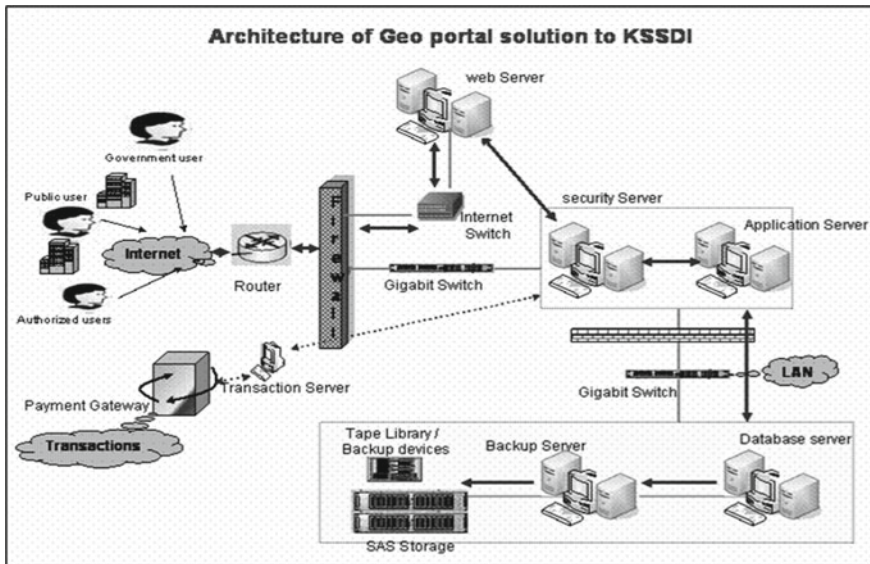 Architecture of Geo portal solution to KSSDI
web Server
Government user
Public user
Internet
Authorized users
Router
Firewall
Internet
Switch
Gigabit Switch
security Server
Application Server
Transaction Server
Payment Gateway
Transactions
Gigabit Switch
LAN
Tape Library /
Backup devices
SAS Storage
Backup Server
Database server